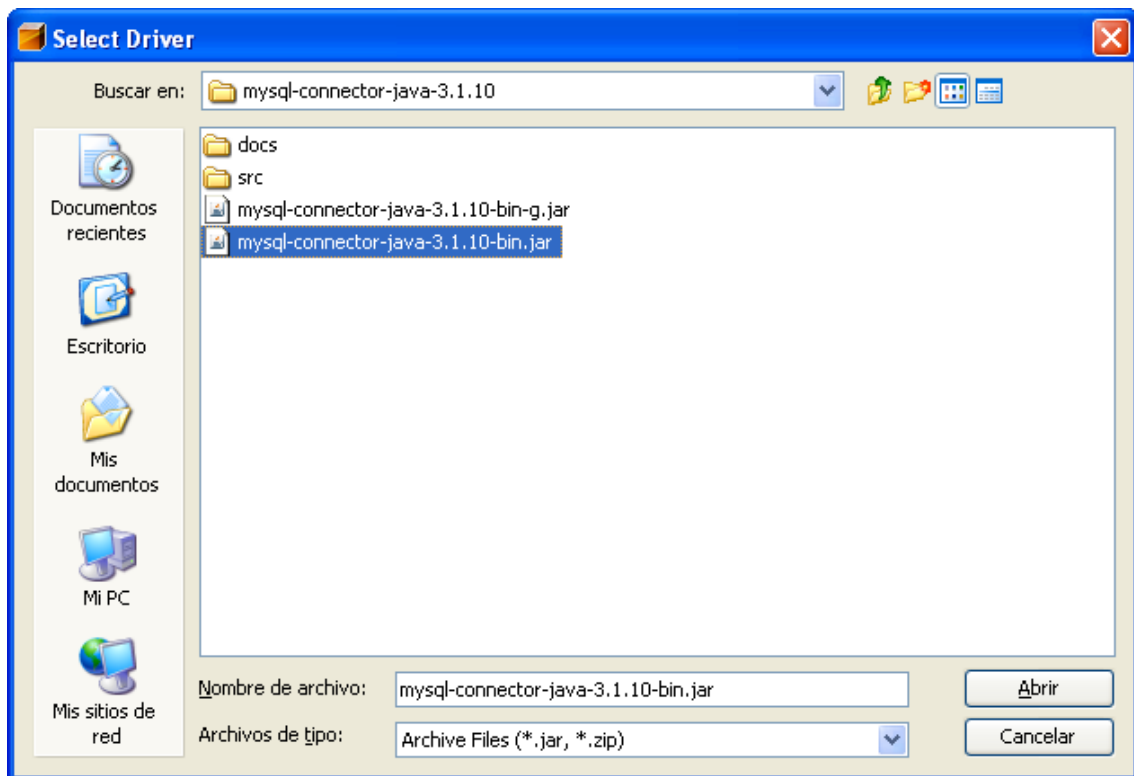 Select Driver
Buscar en:
mysql-connector-java-3.1.10
docs
src
mysql-connector-java-3.1.10-bin-g.jar
mysql-connector-java-3.1.10-bin.jar
Documentos
recientes
Escritorio
Mis
documentos
Mi PC
Mis sitios de
red
Nombre de archivo:
mysql-connector-java-3.1.10-bin.jar
Abrir
Archivos de tipo:
Archive Files (*.jar, *.zip)
Cancelar